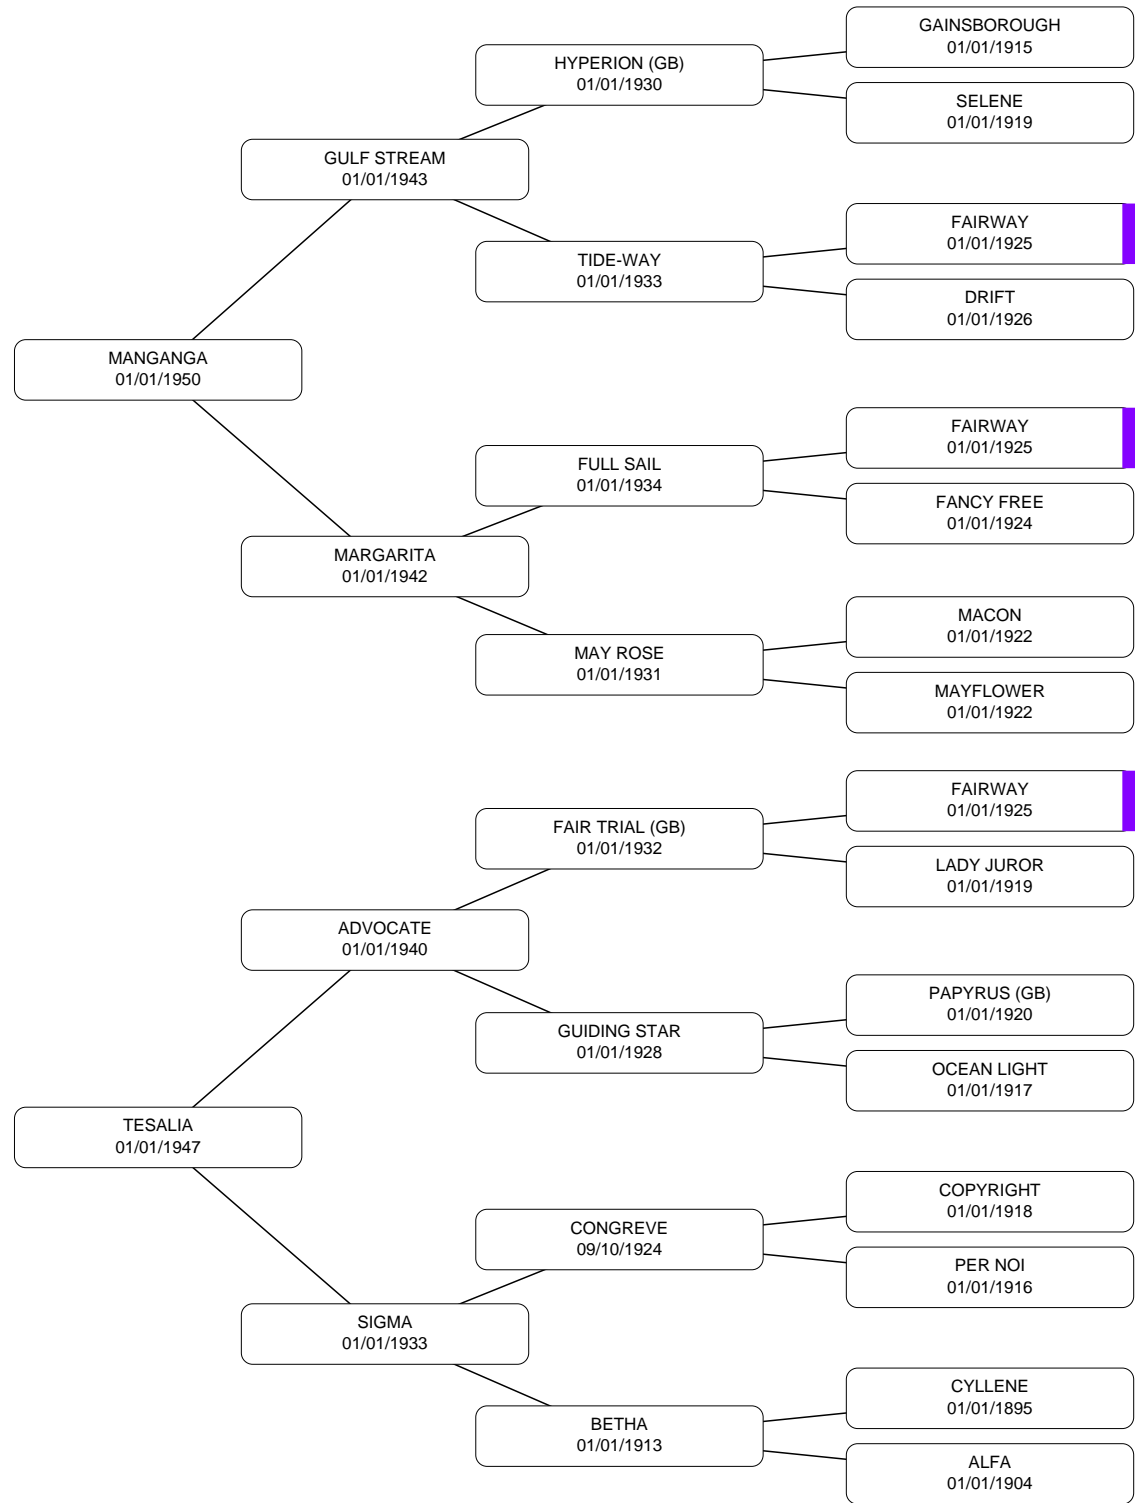 GAINSBOROUGH
01/01/1915
HYPERION (GB)
01/01/1930
SELENE
01/01/1919
GULF STREAM
01/01/1943
FAIRWAY
01/01/1925
TIDE-WAY
01/01/1933
DRIFT
01/01/1926
MANGANGA
01/01/1950
FAIRWAY
01/01/1925
FULL SAIL
01/01/1934
FANCY FREE
01/01/1924
MARGARITA
01/01/1942
MACON
01/01/1922
MAY ROSE
01/01/1931
MAYFLOWER
01/01/1922
FAIRWAY
01/01/1925
FAIR TRIAL (GB)
01/01/1932
LADY JUROR
01/01/1919
ADVOCATE
01/01/1940
PAPYRUS (GB)
01/01/1920
GUIDING STAR
01/01/1928
OCEAN LIGHT
01/01/1917
TESALIA
01/01/1947
COPYRIGHT
01/01/1918
CONGREVE
09/10/1924
PER NOI
01/01/1916
SIGMA
01/01/1933
CYLLENE
01/01/1895
BETHA
01/01/1913
ALFA
01/01/1904